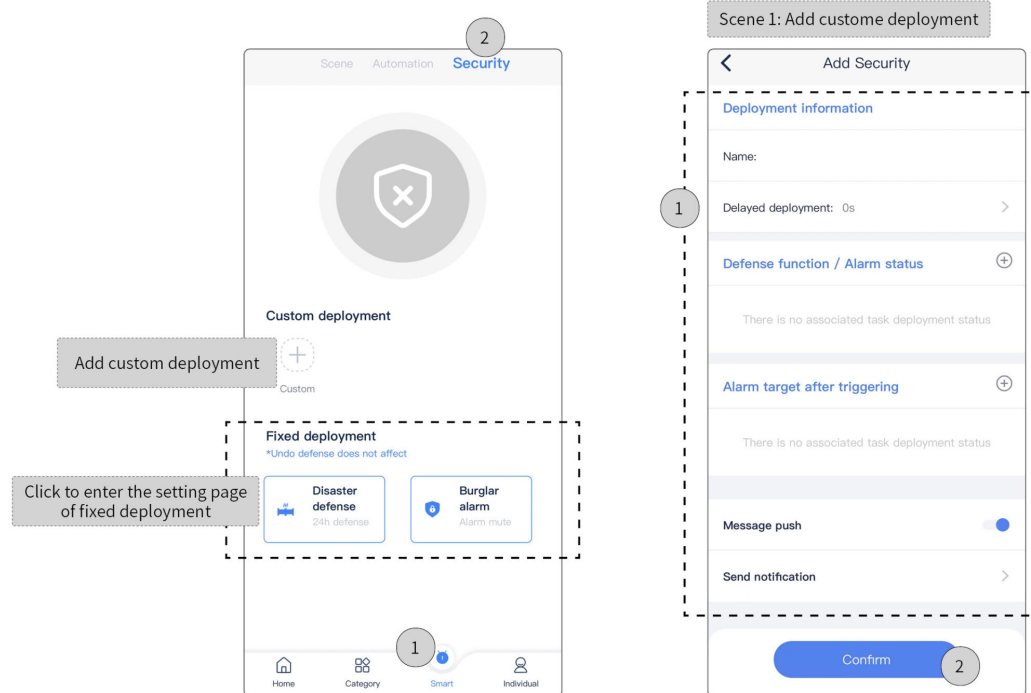 Scene 1: Add custome deployment
2
Scene Automation Security
Custom deployment
Add custom deployment
Custom
Fixed deployment
*Undo defense does not affect
Click to enter the setting page
of fixed deployment
Disaster
defense
24h defense
Burglar
alarm
Alarm mute
1
Home Category Smart Individual
Add Security
Deployment information
Name:
1
Delayed deployment: 0s
Defense function / Alarm status
There is no associated task deployment status
Alarm target after triggering
There is no associated task deployment status
Message push
Send notification
Confirm
2